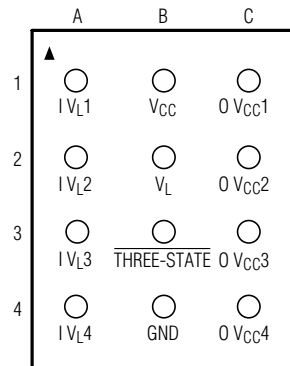 A B C
1
I VL1 VCC O VCC1
2
I VL2 VL O VCC2
3
I VL3 THREE-STATE O VCC3
4
I VL4 GND O VCC4